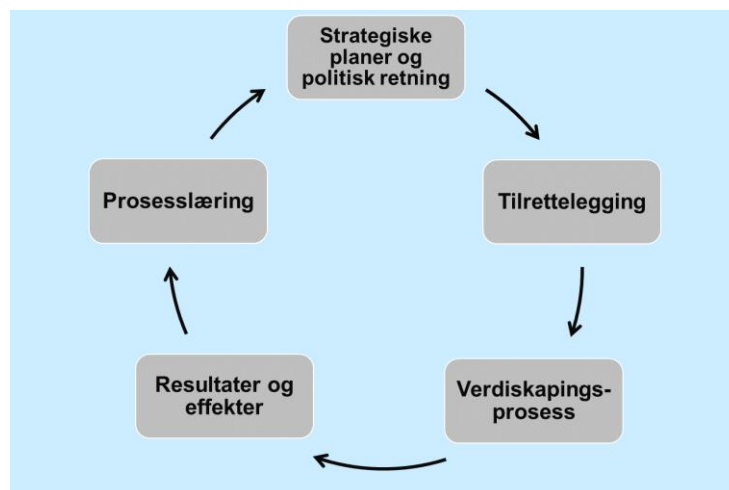 Strategiske
planer og
politisk retning
Tilrettelegging
Verdiskapings-
prosess
Resultater og
effekter
Prosesslæring